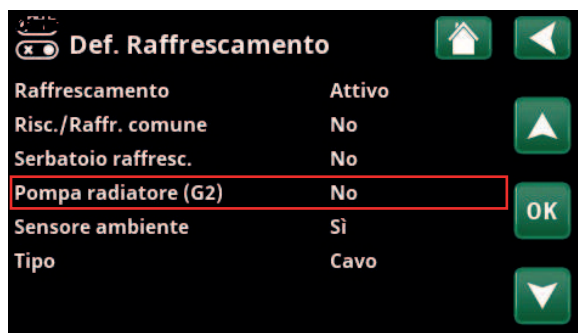 Def. Raffrescamento
Raffrescamento Attivo
Risc./Raffr. comune No
Serbatoio raffresc. No
Pompa radiatore (G2) No
Sensore ambiente Sì
Tipo Cavo
OK